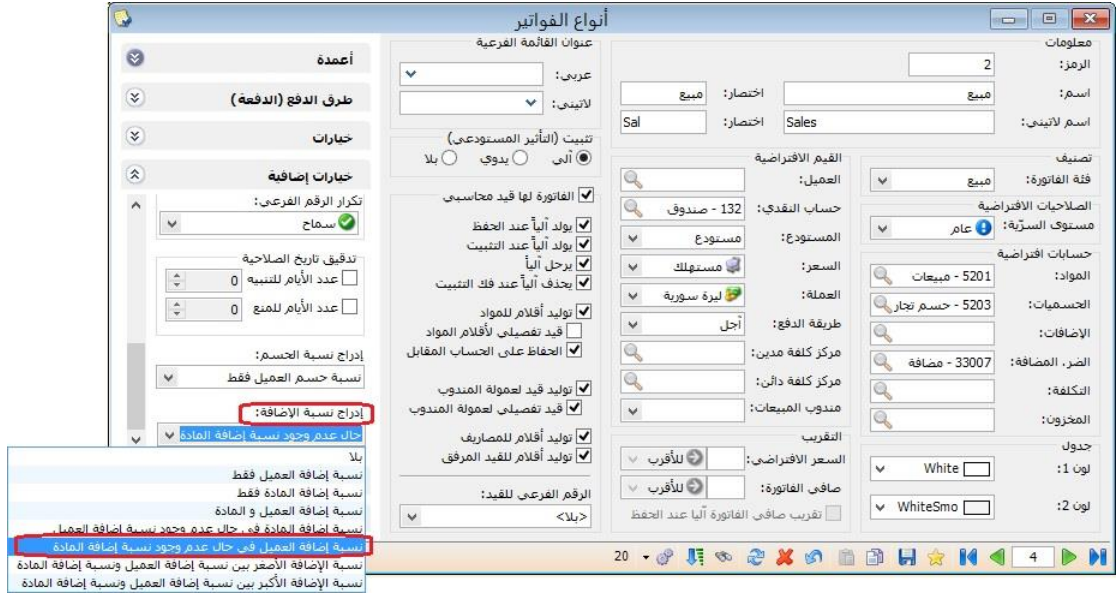 أنواع الفواتير
معلومات
الرمز: 2
اسم: مبيع اختصار: مبيع
اسم لاتيني: Sales اختصار: Sal
تصنيف
فئة الفاتورة: مبيع
الصلاحيات الافتراضية
مستوى السرّية: عام
حسابات افتراضية
المواد: 5201 - مبيعات
الحسميات: 5203 - حسم تجار
الإضافات:
الضر. المضافة: 33007 - مضافة
التكلفة:
المخزون:
جدول
لون 1: White
لون 2: WhiteSmo
القيم الافتراضية
العميل:
حساب النقدي: 132 - صندوق
المستودع: مستودع
السعر: مستهلك
العملة: ليرة سورية
طريقة الدفع: آجل
مركز كلفة مدين:
مركز كلفة دائن:
مندوب المبيعات:
التقريب
السعر الافتراضي: للأقرب
صافي الفاتورة: للأقرب
تقريب صافي الفاتورة آليا عند الحفظ
عنوان القائمة الفرعية
عربي:
لاتيني:
تثبيت (التأثير المستودعي)
آلي يدوي بلا
الفاتورة لها قيد محاسبي
يولد آلياً عند الحفظ
يولد آلياً عند التثبيت
يرحل آلياً
يحذف آلياً عند فك التثبيت
توليد أقلام للمواد
قيد تفصيلي لأقلام المواد
الحفاظ على الحساب المقابل
توليد قيد لعمولة المندوب
قيد تفصيلي لعمولة المندوب
توليد أقلام للمصاريف
توليد أقلام للقيد المرفق
الرقم الفرعي للقيد:
<بلا>
أعمدة
طرق الدفع (الدفعة)
خيارات
خيارات إضافية
تكرار الرقم الفرعي:
سماح
تدقيق تاريخ الصلاحية
عدد الأيام للتنبيه 0
عدد الأيام للمنع 0
إدراج نسبة الحسم:
نسبة حسم العميل فقط
إدراج نسبة الإضافة:
حال عدم وجود نسبة إضافة المادة
بلا
نسبة إضافة العميل فقط
نسبة إضافة المادة فقط
نسبة إضافة العميل و المادة
نسبة إضافة المادة في حال عدم وجود نسبة إضافة العميل
نسبة إضافة العميل في حال عدم وجود نسبة إضافة المادة
نسبة الإضافة الأصغر بين نسبة إضافة العميل ونسبة إضافة المادة
نسبة الإضافة الأكبر بين نسبة إضافة العميل ونسبة إضافة المادة
4 20